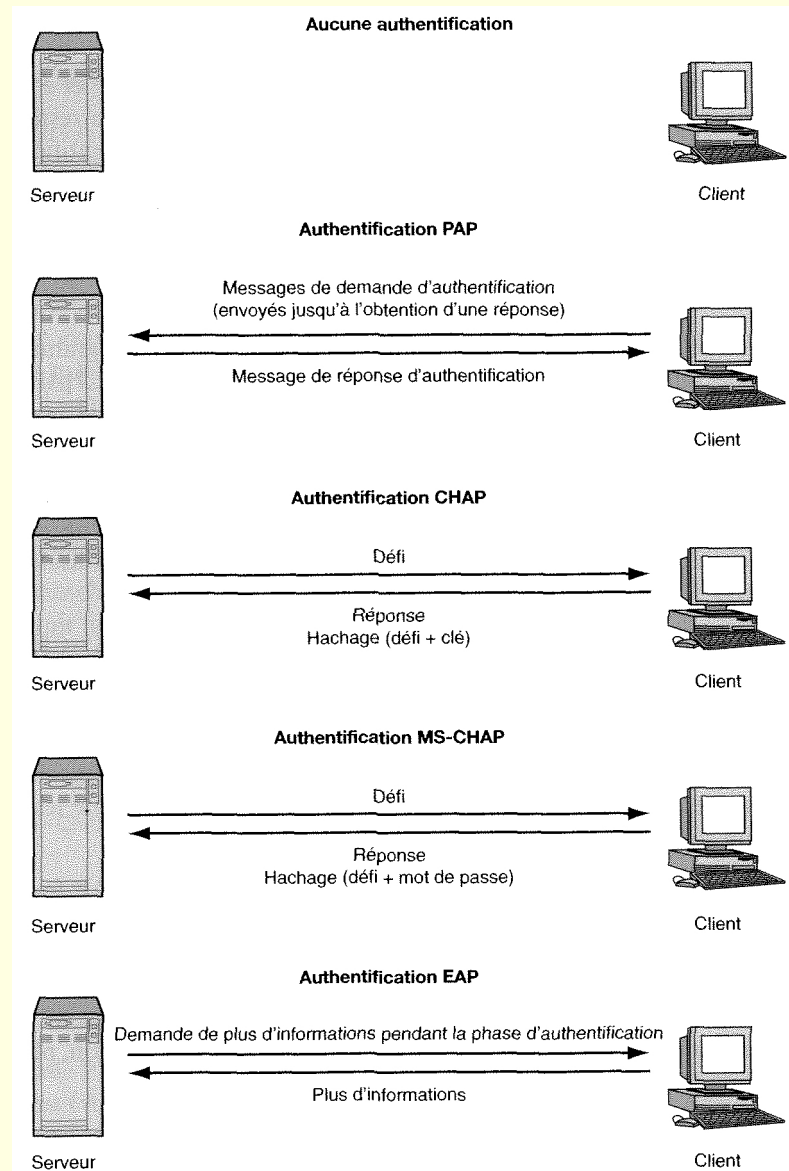 Aucune authentification
Serveur
Client
Authentification PAP
Messages de demande d'authentification
(envoyés jusqu'à l'obtention d'une réponse)
Message de réponse d'authentification
Serveur
Client
Authentification CHAP
Défi
Réponse
Hachage (défi + clé)
Serveur
Client
Authentification MS-CHAP
Défi
Réponse
Hachage (défi + mot de passe)
Serveur
Client
Authentification EAP
Demande de plus d'informations pendant la phase d'authentification
Plus d'informations
Serveur
Client